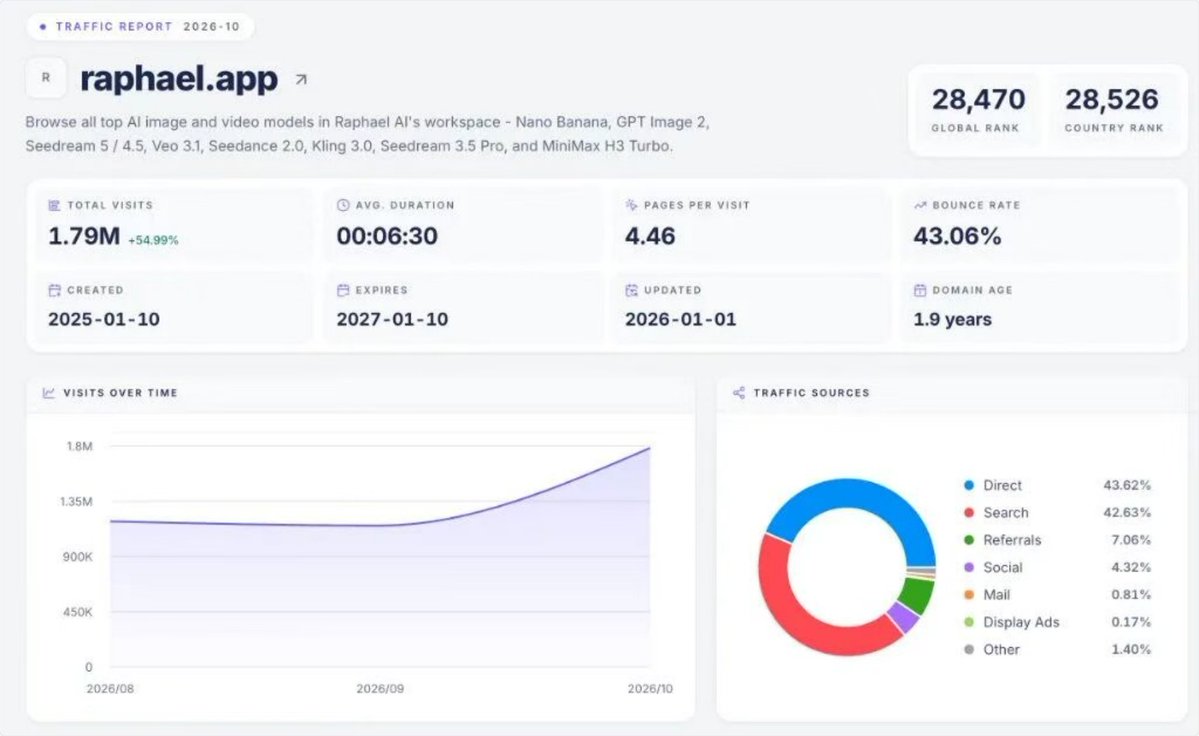 TRAFFIC REPORT 2026-10
R
raphael.app
Browse all top AI image and video models in Raphael AI's workspace - Nano Banana, GPT Image 2,
Seedream 5 / 4.5, Veo 3.1, Seedance 2.0, Kling 3.0, Seedream 3.5 Pro, and MiniMax H3 Turbo.
28,470
GLOBAL RANK
28,526
COUNTRY RANK
TOTAL VISITS
1.79M +54.99%
AVG. DURATION
00:06:30
PAGES PER VISIT
4.46
BOUNCE RATE
43.06%
CREATED
2025-01-10
EXPIRES
2027-01-10
UPDATED
2026-01-01
DOMAIN AGE
1.9 years
VISITS OVER TIME
1.8M
1.35M
900K
450K
0
2026/08
2026/09
2026/10
TRAFFIC SOURCES
Direct 43.62%
Search 42.63%
Referrals 7.06%
Social 4.32%
Mail 0.81%
Display Ads 0.17%
Other 1.40%